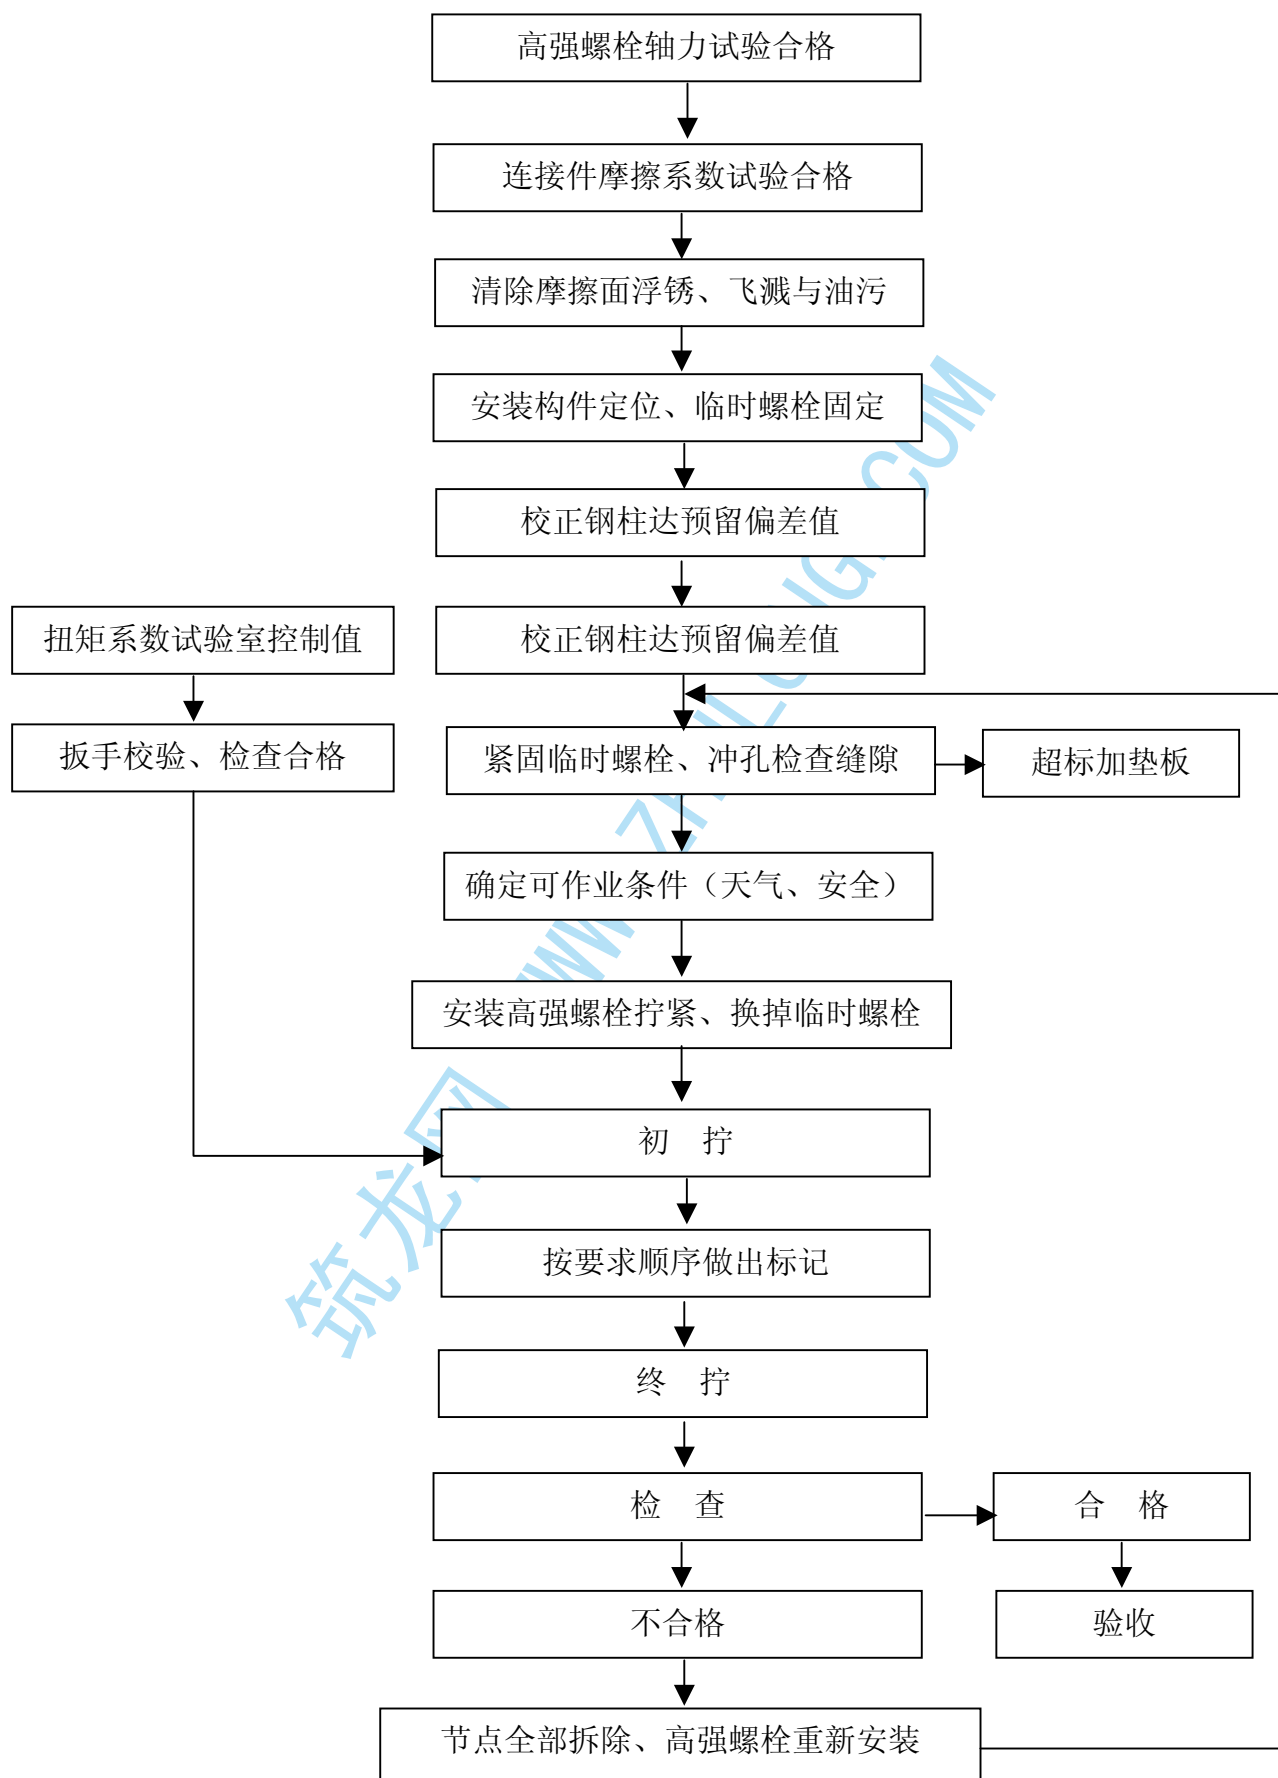 高强螺栓轴力试验合格
连接件摩擦系数试验合格
清除摩擦面浮锈、飞溅与油污
安装构件定位、临时螺栓固定
校正钢柱达预留偏差值
扭矩系数试验室控制值
校正钢柱达预留偏差值
扳手校验、检查合格
紧固临时螺栓、冲孔检查缝隙
超标加垫板
确定可作业条件（天气、安全）
安装高强螺栓拧紧、换掉临时螺栓
初 拧
按要求顺序做出标记
终 拧
检 查
合 格
不合格
验收
节点全部拆除、高强螺栓重新安装